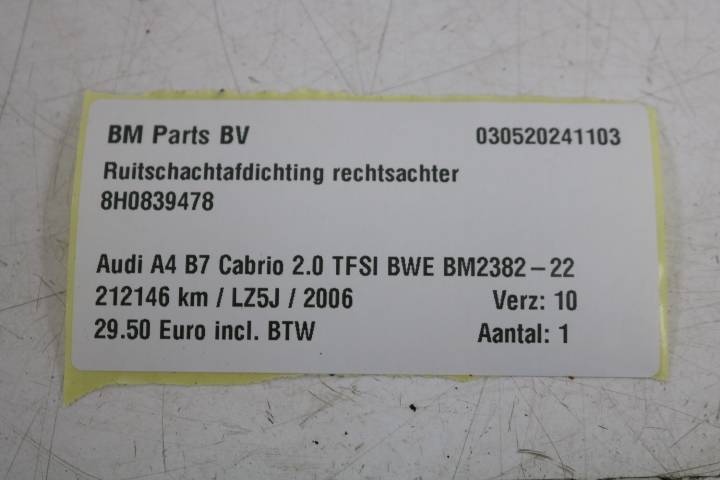 BM Parts BV 030520241103
Ruitschachtafdichting rechtsachter
8H0839478
Audi A4 B7 Cabrio 2.0 TFSI BWE BM2382-22
212146 km / LZ5J / 2006 Verz: 10
29.50 Euro incl. BTW Aantal: 1